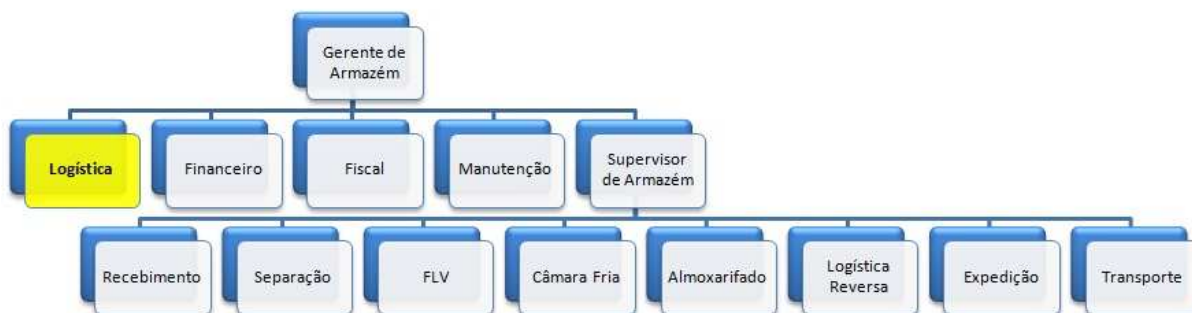 Gerente de
Armazém
Logística
Financeiro
Fiscal
Manutenção
Supervisor
de Armazém
Recebimento
Separação
FLV
Câmara Fria
Almoxarifado
Logística
Reversa
Expedição
Transporte